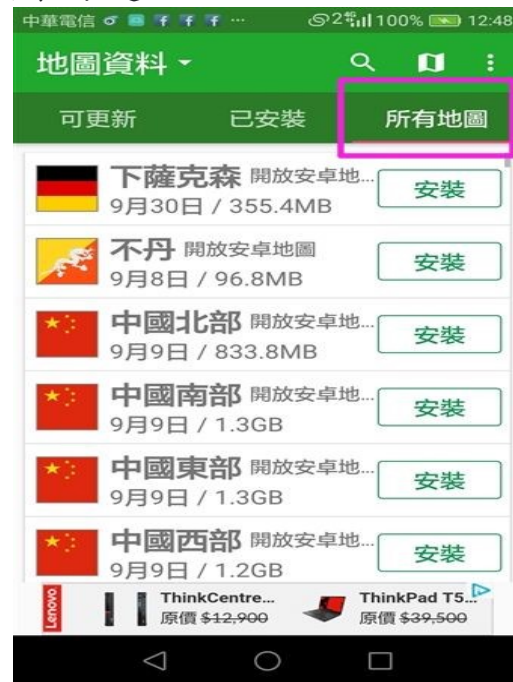 中華電信 100% 12:48
地圖資料
可更新 已安裝 所有地圖
下薩克森 開放安卓地... 安裝
9月30日 / 355.4MB
不丹 開放安卓地圖 安裝
9月8日 / 96.8MB
中國北部 開放安卓地... 安裝
9月9日 / 833.8MB
中國南部 開放安卓地... 安裝
9月9日 / 1.3GB
中國東部 開放安卓地... 安裝
9月9日 / 1.3GB
中國西部 開放安卓地... 安裝
9月9日 / 1.2GB
Lenovo
ThinkCentre... ThinkPad T5...
原價 $12,900 原價 $39,500